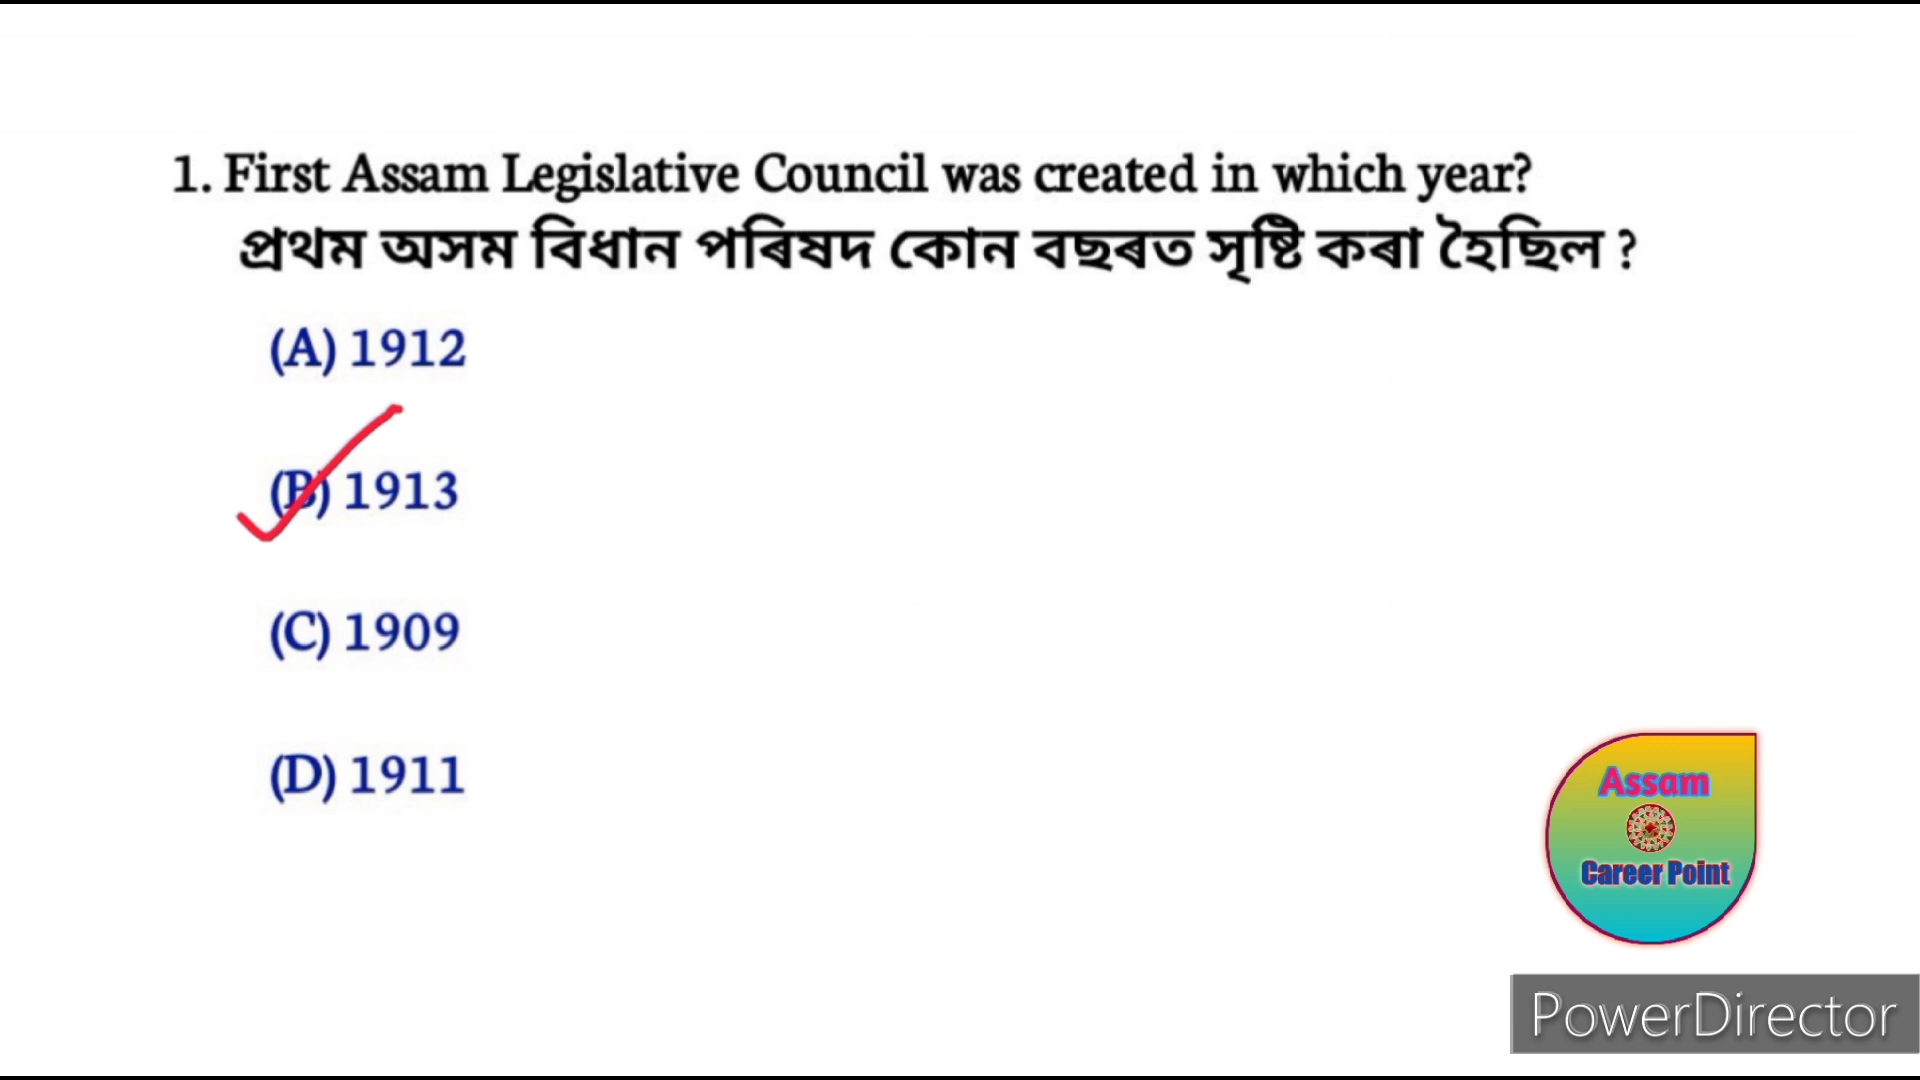 1. First Assam Legislative Council was created in which year?
প্ৰথম অসম বিধান পৰিষদ কোন বছৰত সৃষ্টি কৰা হৈছিল ?
(A) 1912
(B) 1913
(C) 1909
(D) 1911
Assam
Career Point
PowerDirector